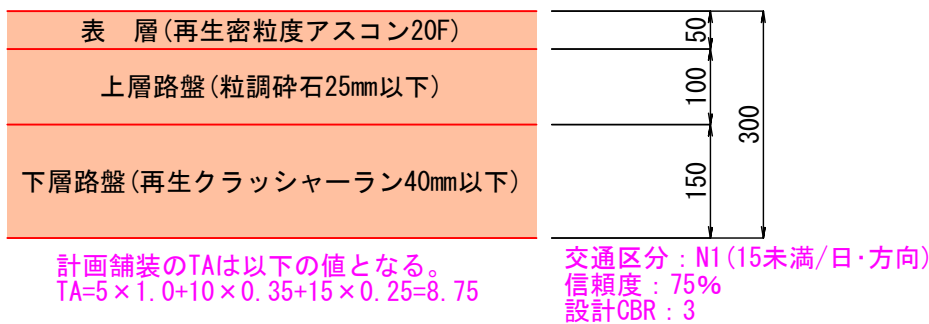 表　層(再生密粒度アスコン20F)
上層路盤(粒調砕石25mm以下)
下層路盤(再生クラッシャーラン40mm以下)
50
100
150
300
計画舗装のTAは以下の値となる。
TA=5×1.0+10×0.35+15×0.25=8.75
交通区分：N1(15未満/日・方向)
信頼度：75%
設計CBR：3